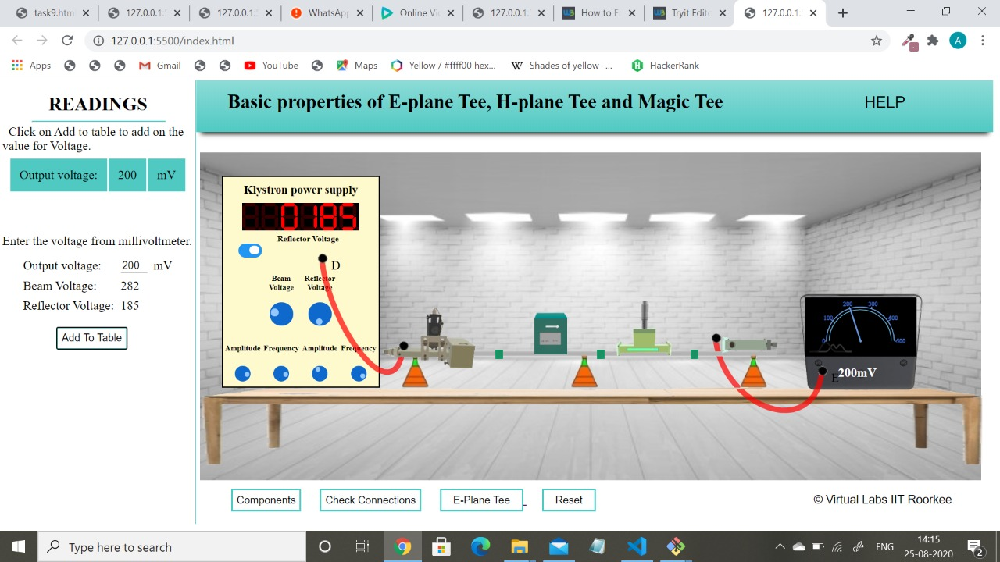 task9.htm
127.0.0.1:
127.0.0.1:
WhatsApp
Online Vi
127.0.0.1:
How to E
Tryit Edito
127.0.0.1:
127.0.0.1:5500/index.html
A
Apps
Gmail
YouTube
Maps
Yellow / #ffff00 hex...
Shades of yellow -...
HackerRank
READINGS
Click on Add to table to add on the
value for Voltage.
Output voltage: 200 mV
Enter the voltage from millivoltmeter.
Output voltage: 200 mV
Beam Voltage: 282
Reflector Voltage: 185
Add To Table
Basic properties of E-plane Tee, H-plane Tee and Magic Tee
HELP
Klystron power supply
0185
Reflector Voltage
D
Beam
Voltage
Reflector
Voltage
Amplitude Frequency Amplitude Frequency
0 100 200 300 400 500
E
200mV
Components
Check Connections
E-Plane Tee
Reset
© Virtual Labs IIT Roorkee
Type here to search
ENG
14:15
25-08-2020
2